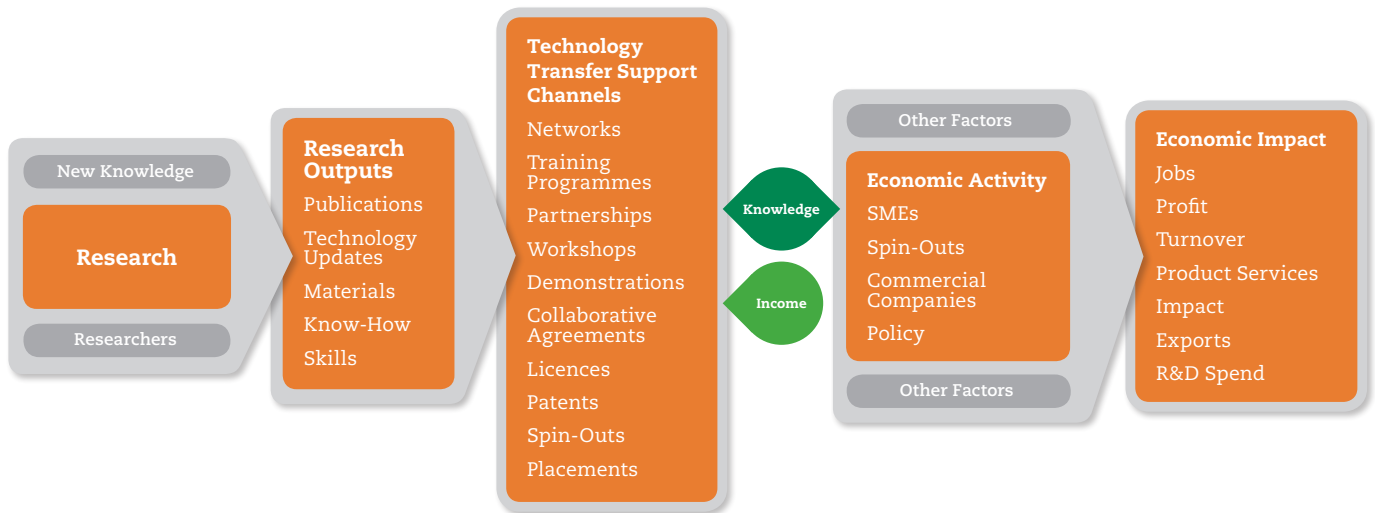 New Knowledge
Research
Researchers
Research
Outputs
Publications
Technology
Updates
Materials
Know-How
Skills
Technology
Transfer Support
Channels
Networks
Training
Programmes
Partnerships
Workshops
Demonstrations
Collaborative
Agreements
Licences
Patents
Spin-Outs
Placements
Knowledge
Income
Other Factors
Economic Activity
SMEs
Spin-Outs
Commercial
Companies
Policy
Other Factors
Economic Impact
Jobs
Profit
Turnover
Product Services
Impact
Exports
R&D Spend